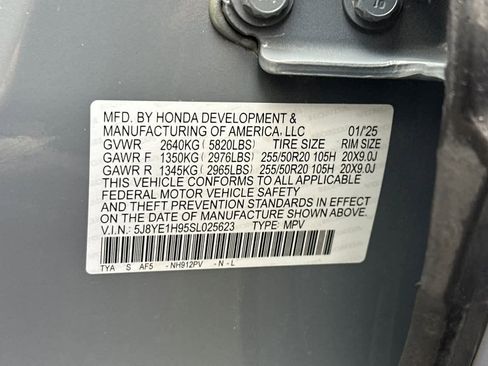 MFD. BY HONDA DEVELOPMENT &
MANUFACTURING OF AMERICA, LLC 01/'25
GVWR 2640KG (5820LBS) TIRE SIZE RIM SIZE
GAWR F 1350KG (2976LBS) 255/50R20 105H 20X9.0J
GAWR R 1345KG (2965LBS) 255/50R20 105H 20X9.0J
THIS VEHICLE CONFORMS TO ALL APPLICABLE
FEDERAL MOTOR VEHICLE SAFETY
AND THEFT PREVENTION STANDARDS IN EFFECT
ON THE DATE OF MANUFACTURE SHOWN ABOVE.
V.I.N.: 5J8YE1H95SL025623 TYPE: MPV
TYA S AF5 - NH912PV - N - L